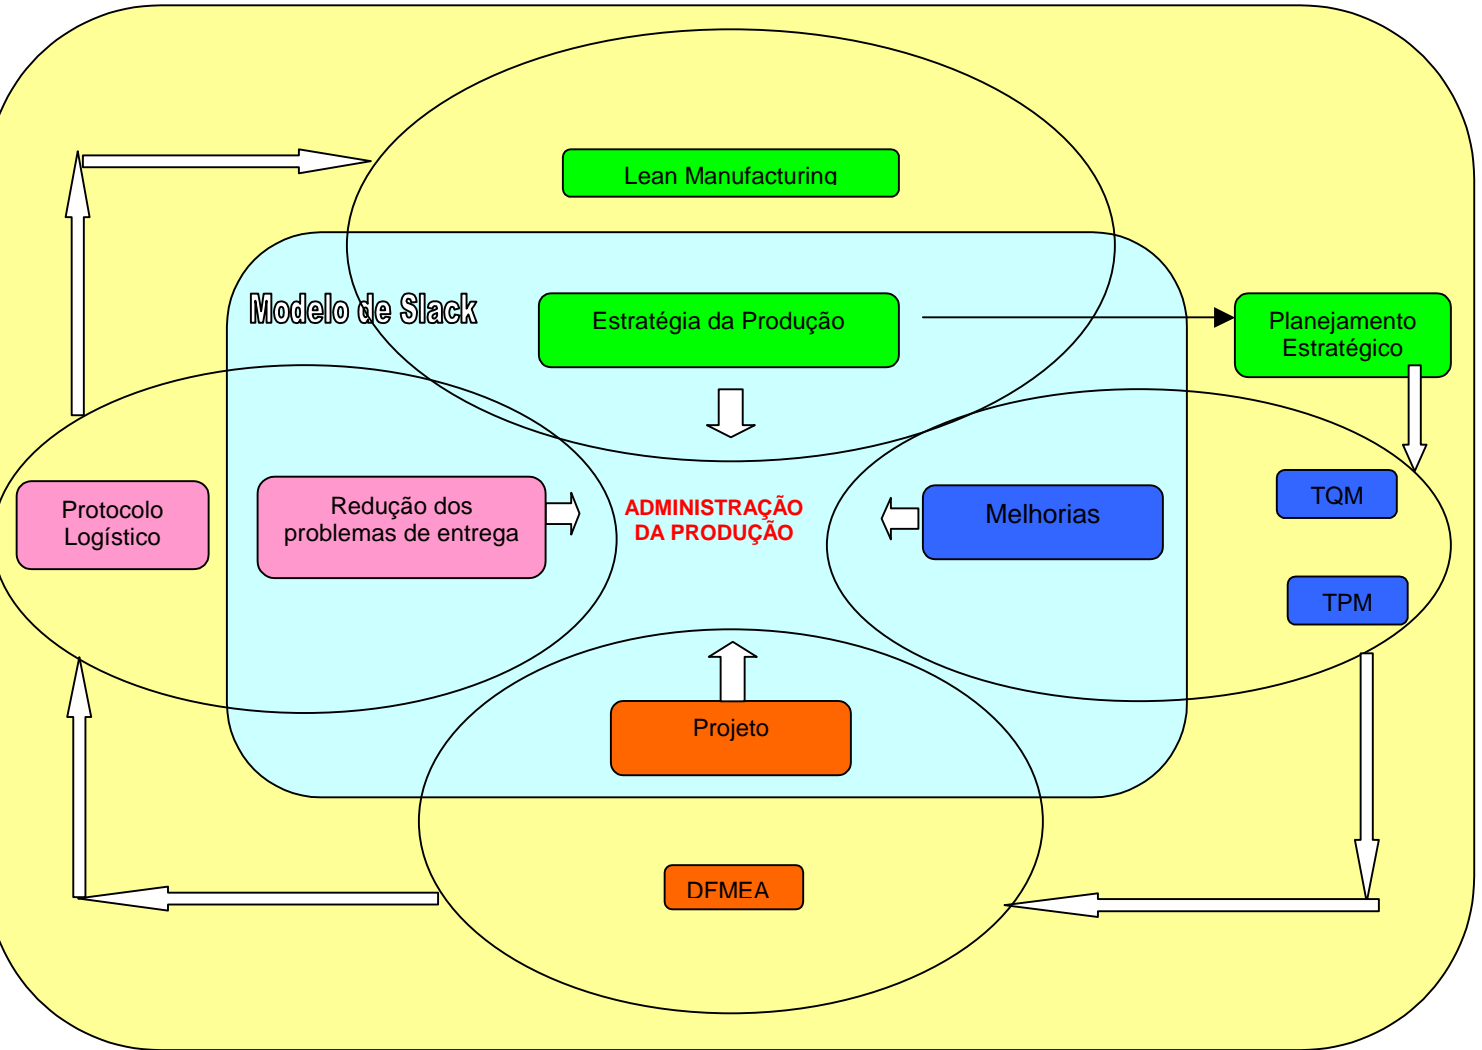 Lean Manufacturing
Modelo de Slack
Estratégia da Produção
Planejamento
Estratégico
Protocolo
Logístico
Redução dos
problemas de entrega
ADMINISTRAÇÃO
DA PRODUÇÃO
Melhorias
TQM
TPM
Projeto
DFMEA